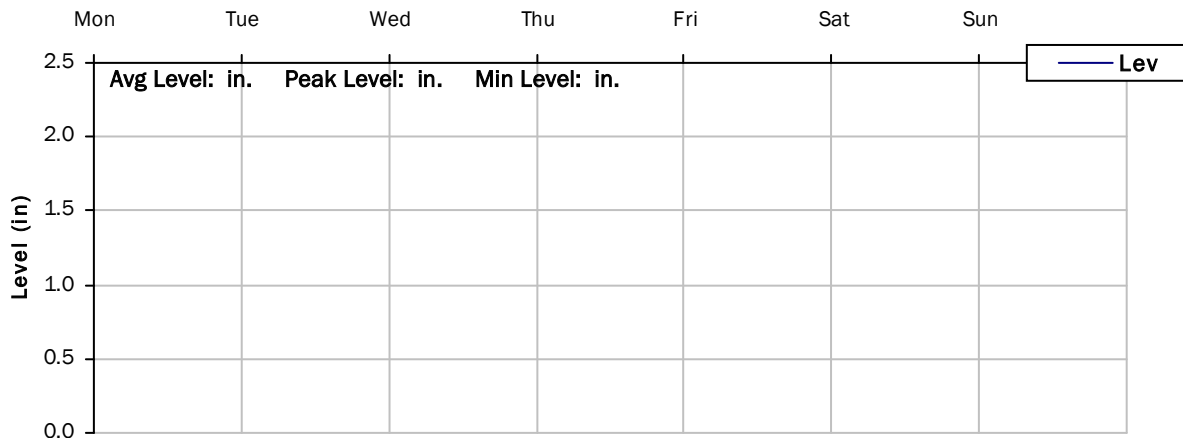 Mon Tue Wed Thu Fri Sat Sun
2.5
Lev
Avg Level: in. Peak Level: in. Min Level: in.
2.0
1.5
Level (in)
1.0
0.5
0.0